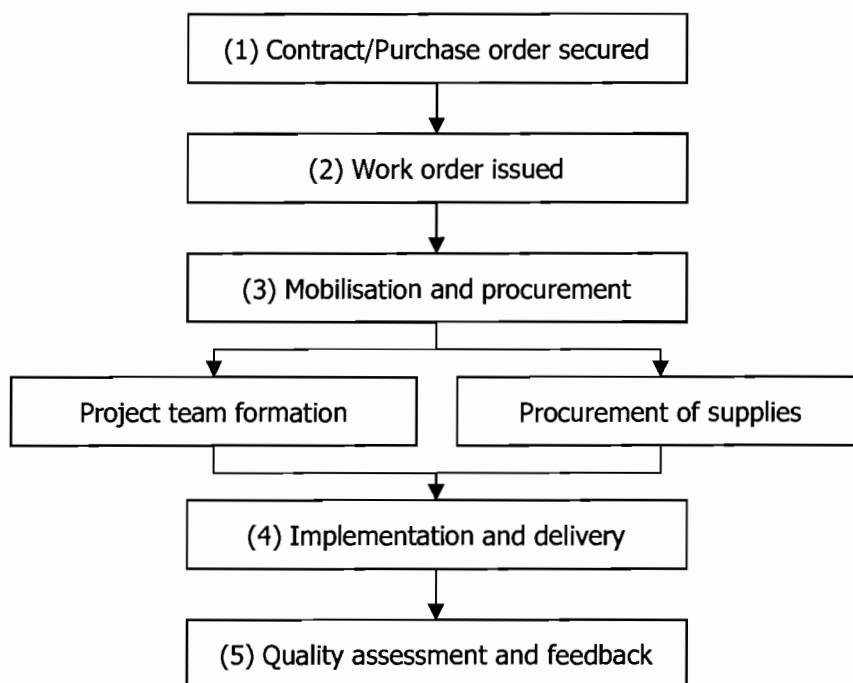 (1) Contract/Purchase order secured
(2) Work order issued
(3) Mobilisation and procurement
Project team formation
Procurement of supplies
(4) Implementation and delivery
(5) Quality assessment and feedback